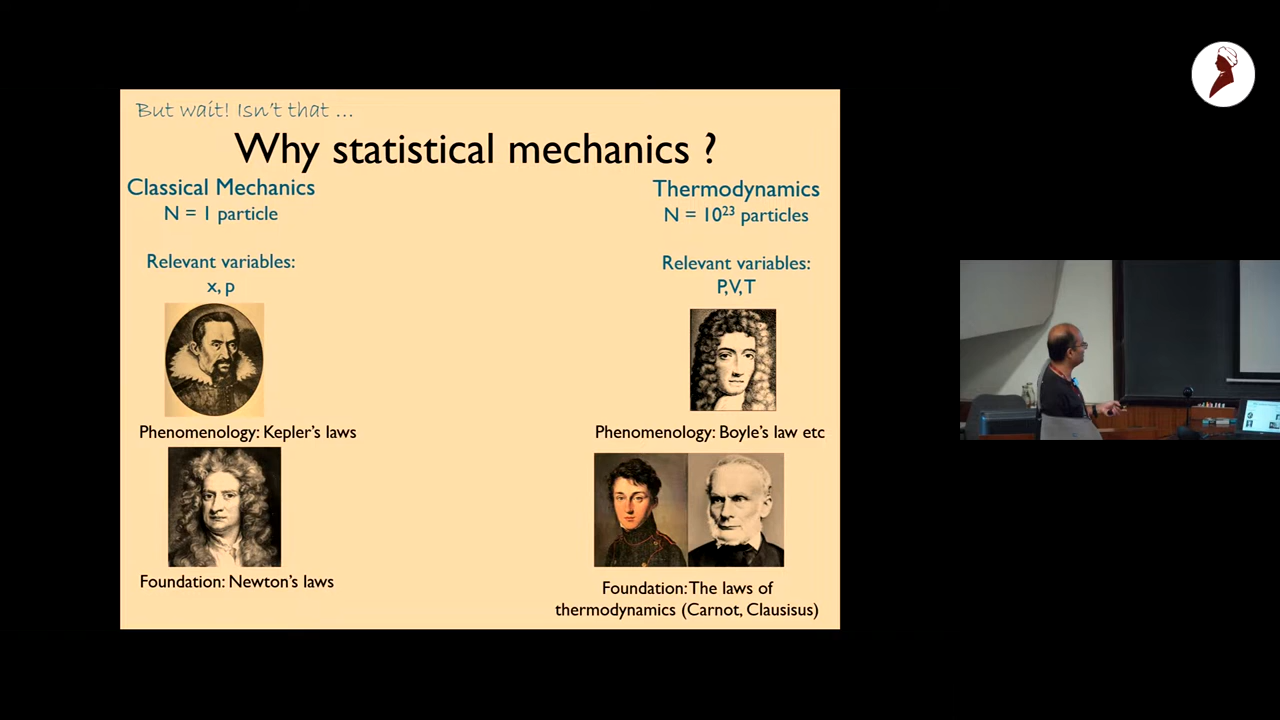 But wait! Isn't that ...
Why statistical mechanics ?
Classical Mechanics
N = 1 particle
Relevant variables:
x, p
Phenomenology: Kepler's laws
Foundation: Newton's laws
Thermodynamics
N = 10²³ particles
Relevant variables:
P,V,T
Phenomenology: Boyle's law etc
Foundation: The laws of
thermodynamics (Carnot, Clausisus)